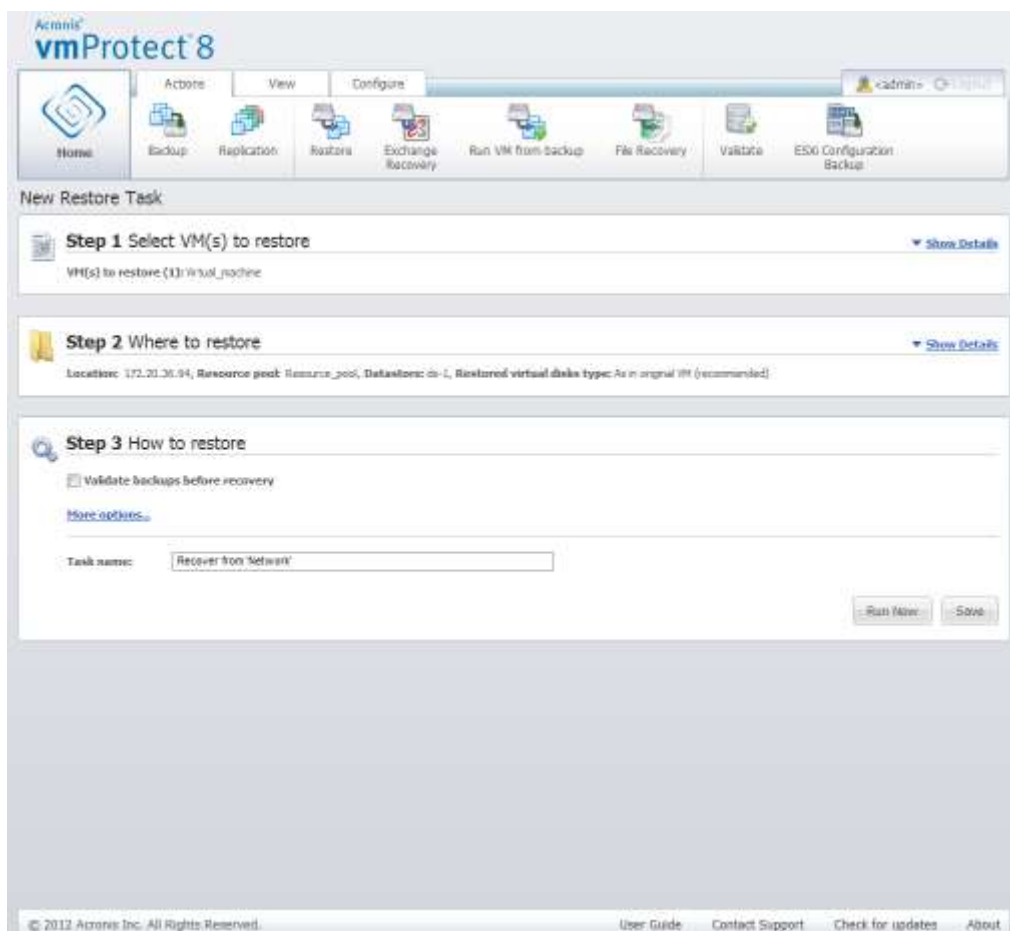 Acronis®
vmProtect® 8
Actions View Configure
<admin> Logout
Home
Backup
Replication
Restore
Exchange Recovery
Run VM from backup
File Recovery
Validate
ESXi Configuration Backup
New Restore Task
Step 1 Select VM(s) to restore
Show Details
VM(s) to restore (1): Virtual_machine
Step 2 Where to restore
Show Details
Location: 172.20.36.94, Resource pool: Resource_pool, Datastore: ds-1, Restored virtual disks type: As in original VM (recommended)
Step 3 How to restore
Validate backups before recovery
More options...
Task name: Recover from 'Network'
Run Now Save
© 2012 Acronis Inc. All Rights Reserved. User Guide Contact Support Check for updates About